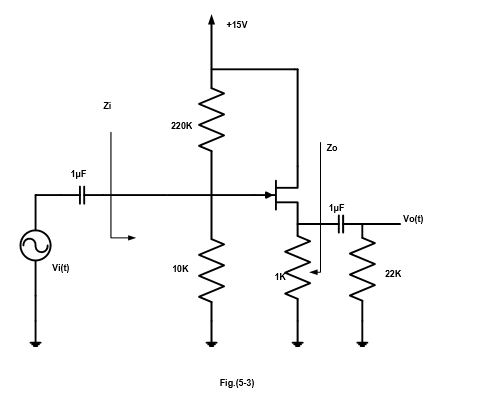 +15V
Zi
220K
Zo
1µF
1µF
Vo(t)
Vi(t)
10K
1K
22K
Fig.(5-3)